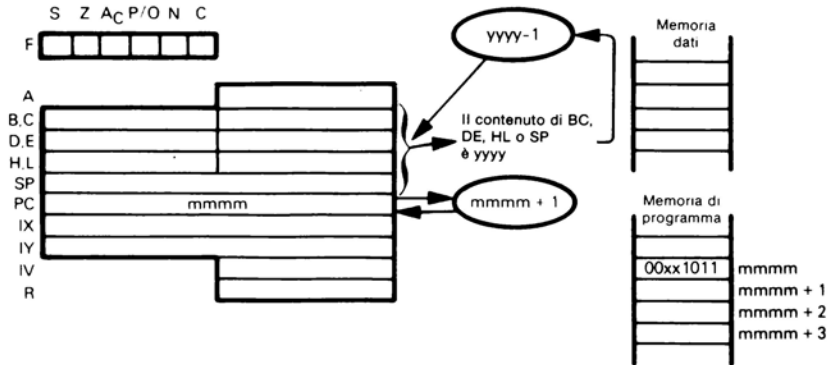 S Z AC P/O N C
F
A
B,C
D,E
H,L
SP
PC
IX
IY
IV
R
mmmm
yyyy-1
Il contenuto di BC,
DE, HL o SP
è yyyy
mmmm + 1
Memoria
dati
Memoria di
programma
00xx1011 mmmm
mmmm + 1
mmmm + 2
mmmm + 3